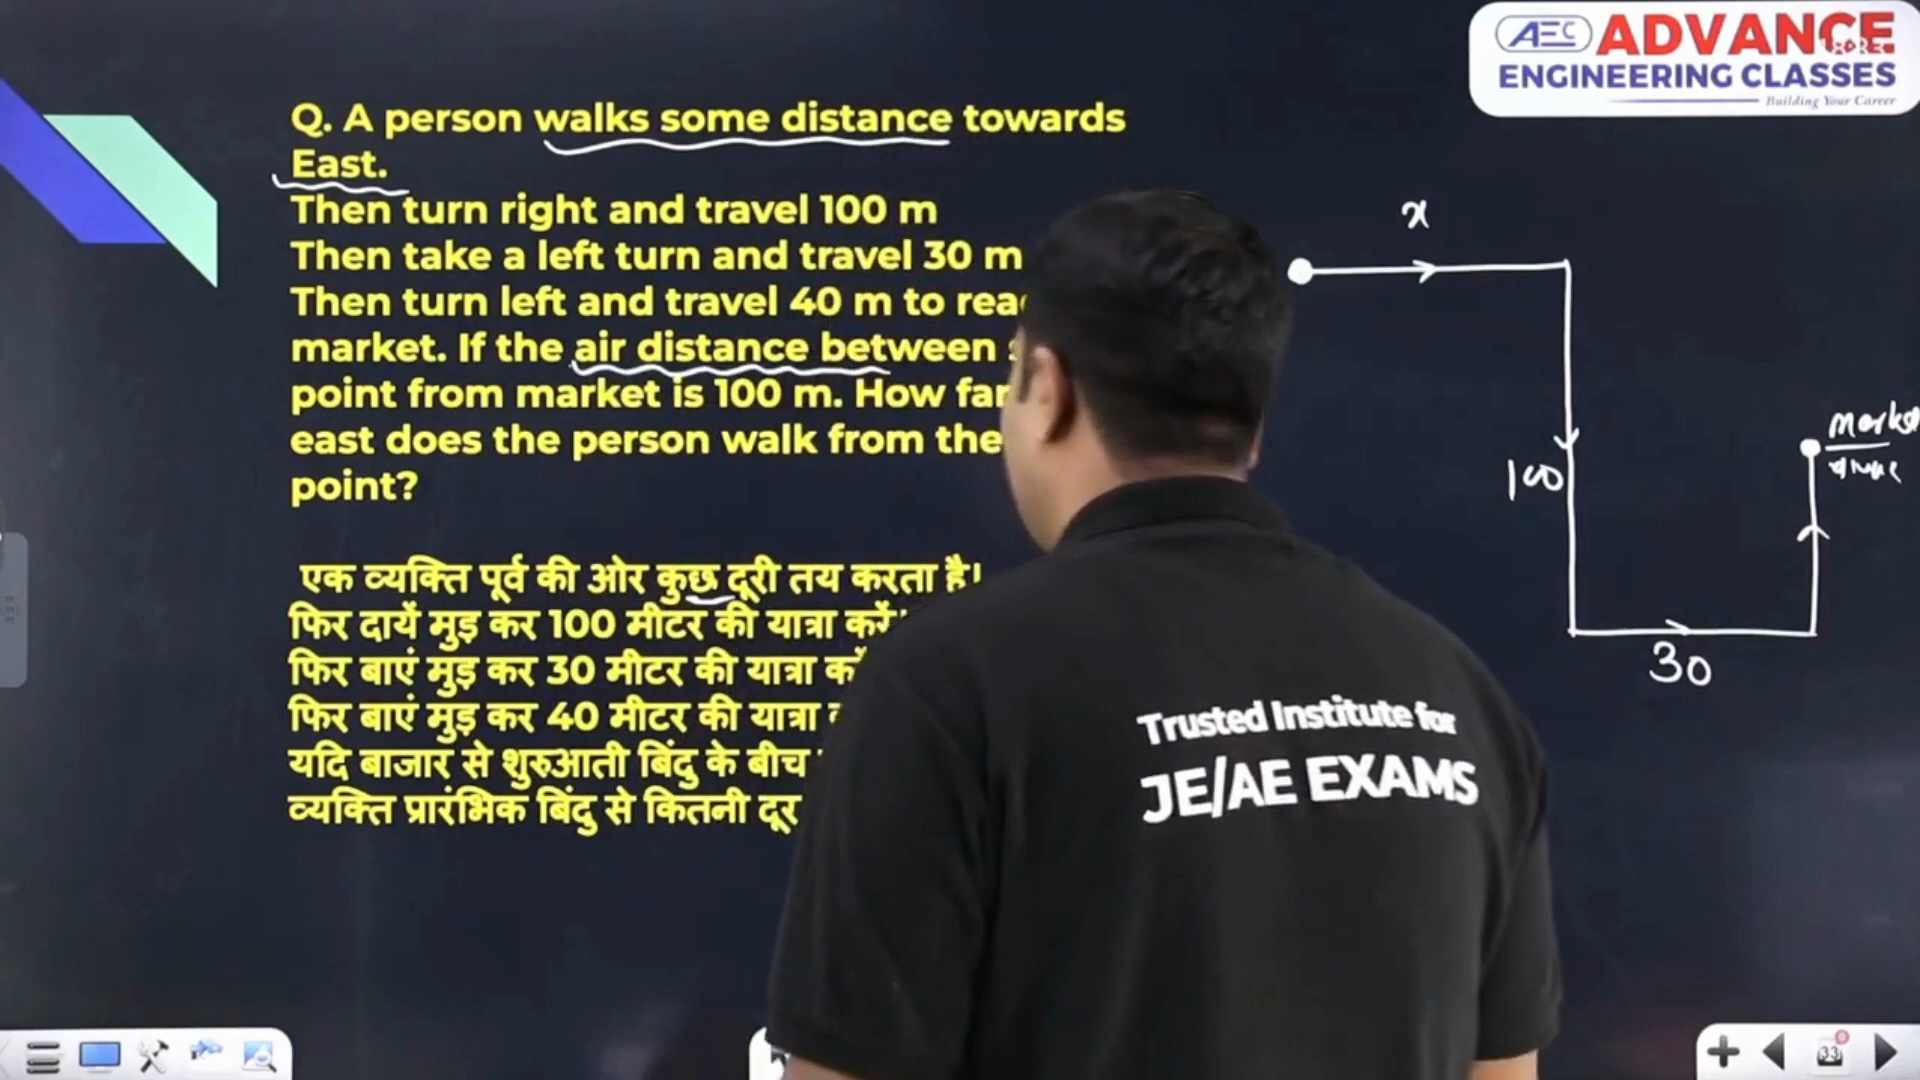 AEC ADVANCE
ENGINEERING CLASSES
Building Your Career
Q. A person walks some distance towards
East.
Then turn right and travel 100 m
Then take a left turn and travel 30 m
Then turn left and travel 40 m to
market. If the air distance between
point from market is 100 m. How far
east does the person walk from the
point?
एक व्यक्ति पूर्व की ओर कुछ दूरी तय करता है।
फिर दायें मुड़ कर 100 मीटर की यात्रा करें।
फिर बाएं मुड़ कर 30 मीटर की यात्रा
फिर बाएं मुड़ कर 40 मीटर की यात्रा
यदि बाजार से शुरुआती बिंदु के बीच
व्यक्ति प्रारंभिक बिंदु से कितनी दूर
x
100
30
Trusted Institute for
JE/AE EXAMS
33